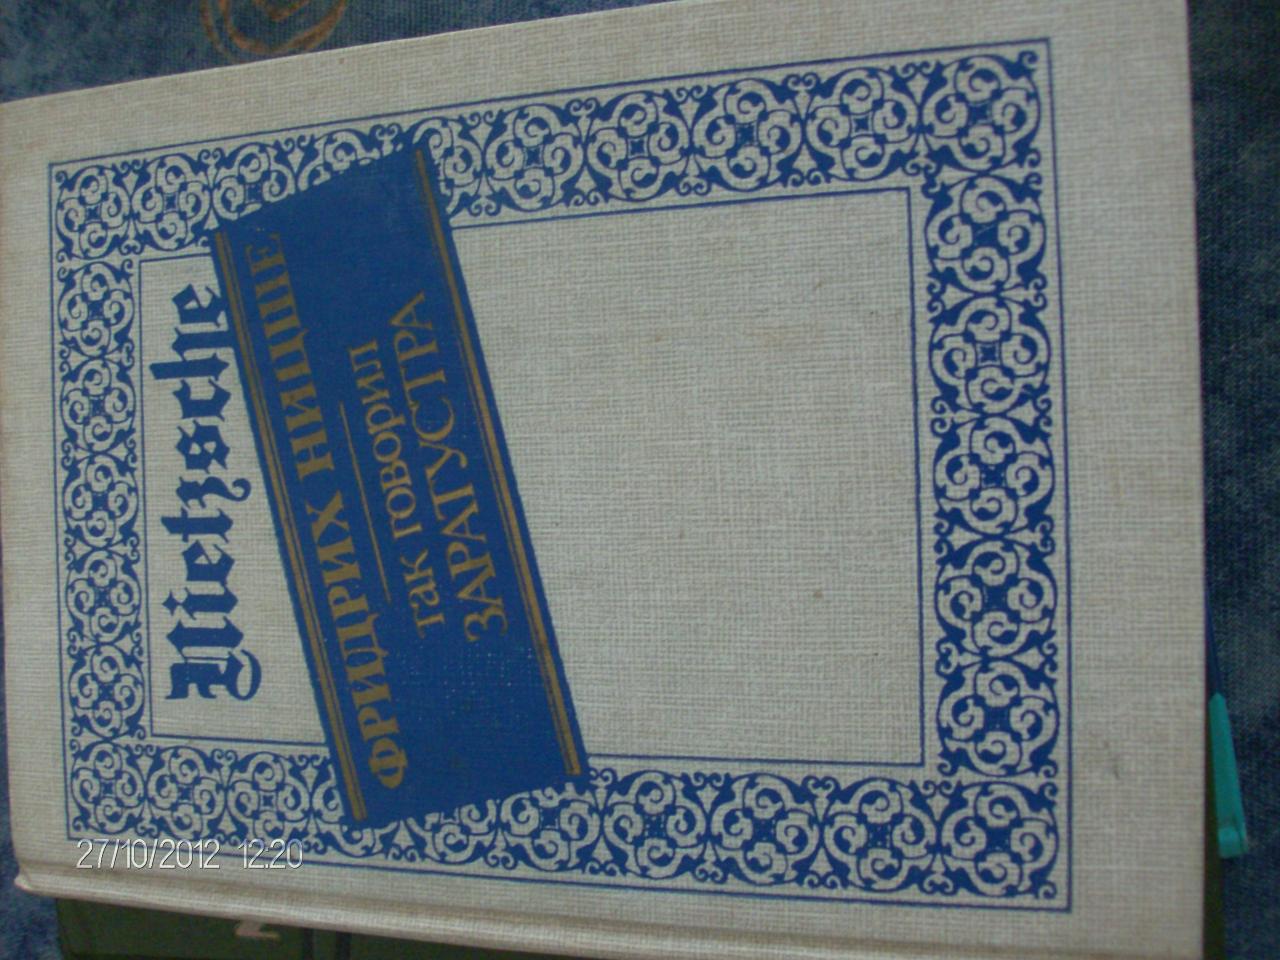 Nietzsche
ФРИДРИХ НИЦШЕ
ТАК ГОВОРИЛ
ЗАРАТУСТРА
27/10/2012 12:20